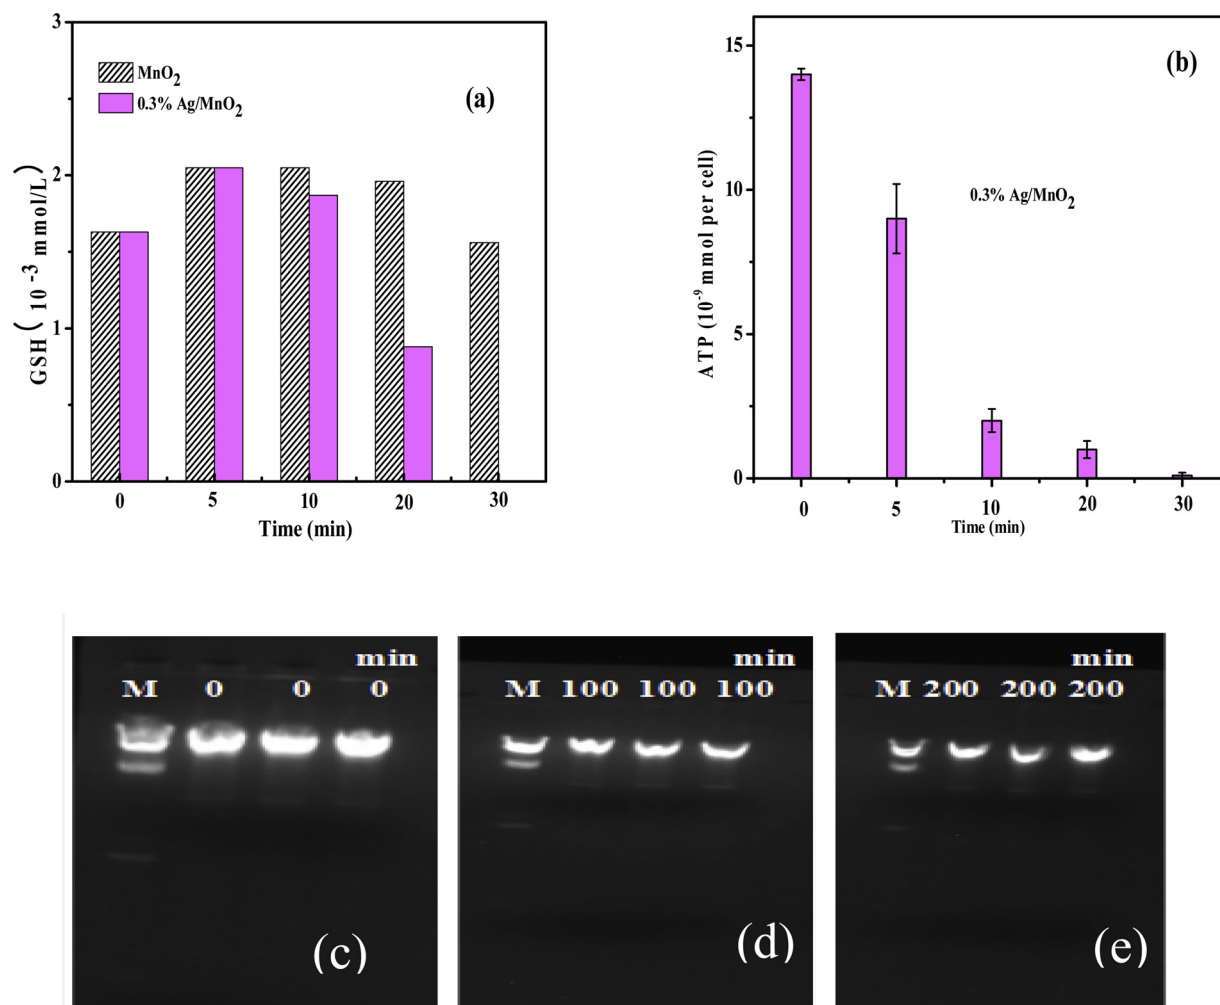 3
MnO2
0.3% Ag/MnO2
(a)
2
1
0
GSH ( 10 -3 mmol/L)
0 5 10 20 30
Time (min)
15
(b)
10
0.3% Ag/MnO2
5
0
ATP (10-9 mmol per cell)
0 5 10 20 30
Time (min)
min
M 0 0 0
(c)
min
M 100 100 100
(d)
min
M 200 200 200
(e)